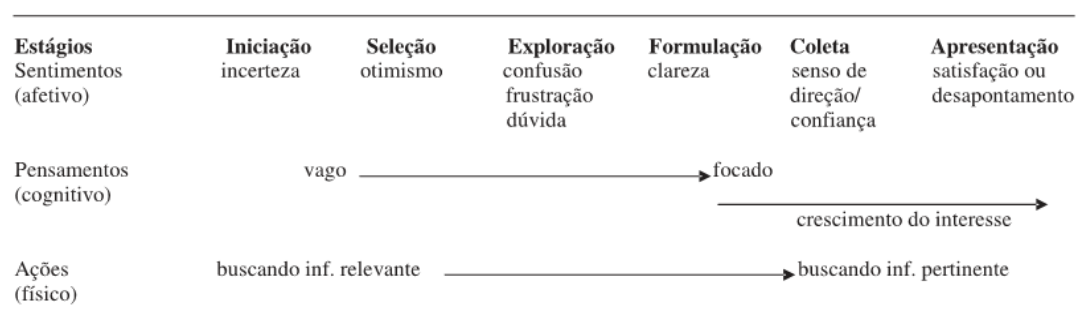 Estágios Iniciação Seleção Exploração Formulação Coleta Apresentação
Sentimentos incerteza otimismo confusão clareza senso de satisfação ou
(afetivo) frustração direção/ desapontamento
dúvida confiança
Pensamentos vago focado
(cognitivo)
crescimento do interesse
Ações buscando inf. relevante buscando inf. pertinente
(físico)